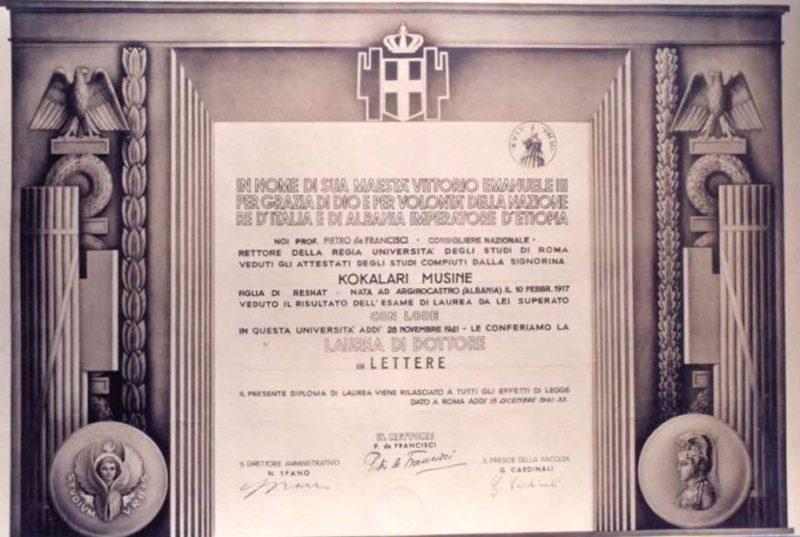 IN NOME DI SUA MAESTA' VITTORIO EMANUELE III
PER GRAZIA DI DIO E PER VOLONTA' DELLA NAZIONE
RE D'ITALIA E DI ALBANIA IMPERATORE D'ETIOPIA
NOI PROF. PIETRO de FRANCISCI - CONSIGLIERE NAZIONALE -
RETTORE DELLA REGIA UNIVERSITA' DEGLI STUDI DI ROMA
VEDUTI GLI ATTESTATI DEGLI STUDI COMPIUTI DALLA SIGNORINA
KOKALARI MUSINE
FIGLIA DI RESHAT - NATA AD ARGIROCASTRO (ALBANIA) IL 10 FEBBR. 1917
VEDUTO IL RISULTATO DELL'ESAME DI LAUREA DA LEI SUPERATO
CON LODE
IN QUESTA UNIVERSITA' ADDI' 28 NOVEMBRE 1941 - LE CONFERIAMO LA
LAUREA DI DOTTORE
IN LETTERE
IL PRESENTE DIPLOMA DI LAUREA VIENE RILASCIATO A TUTTI GLI EFFETTI DI LEGGE
DATO A ROMA ADDI' 15 DICEMBRE 1941-XX.
IL RETTORE
P. de FRANCISCI
Pietro de Francisci
IL DIRETTORE AMMINISTRATIVO
N. SPANO
IL PRESIDE DELLA FACOLTA
G. CARDINALI
G. Cardinali
STVDIVM VRBIS